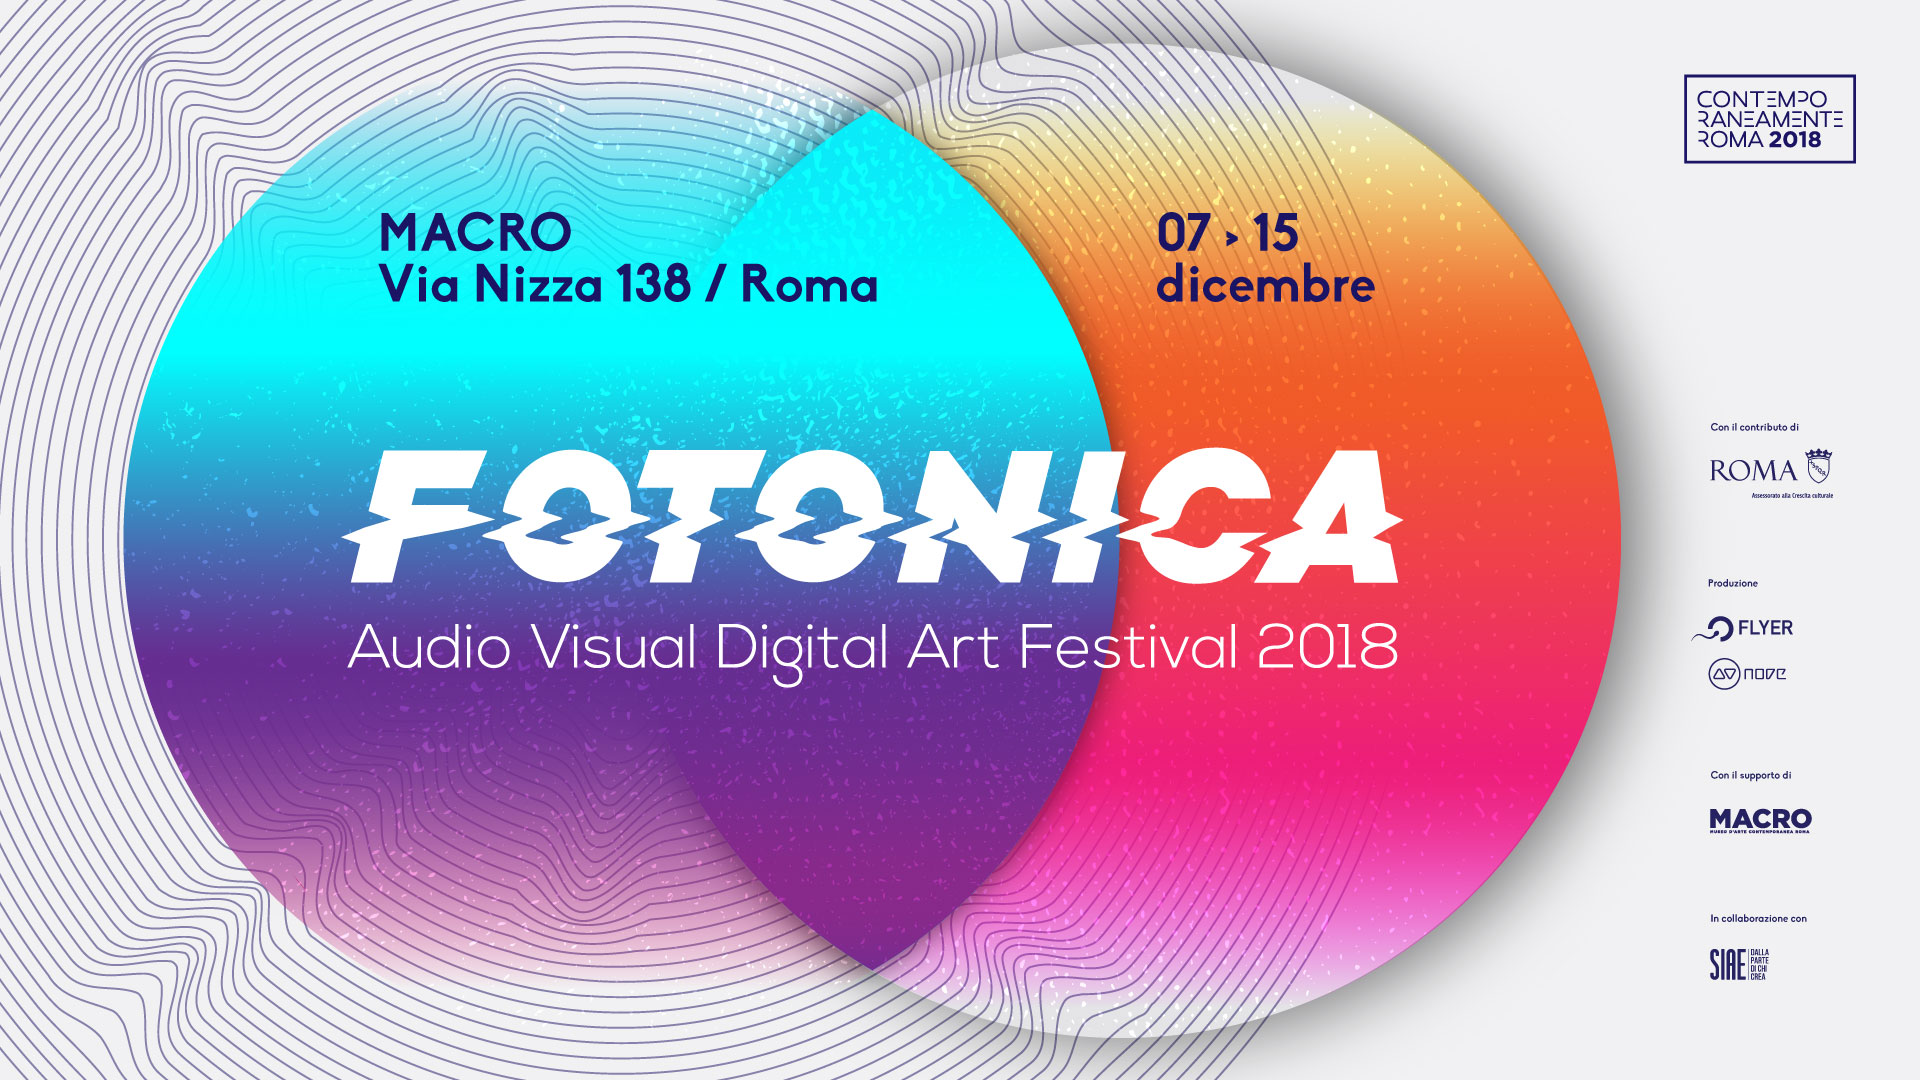 MACRO
Via Nizza 138 / Roma
07 > 15
dicembre
FOTONICA
Audio Visual Digital Art Festival 2018
CONTEMPO
RANEAMENTE
ROMA 2018
Con il contributo di
ROMA
Assessorato alla Crescita culturale
Produzione
FLYER
NOVE
Con il supporto di
MACRO
MUSEO D'ARTE CONTEMPORANEA ROMA
In collaborazione con
SIAE
DALLA
PARTE
DI CHI
CREA